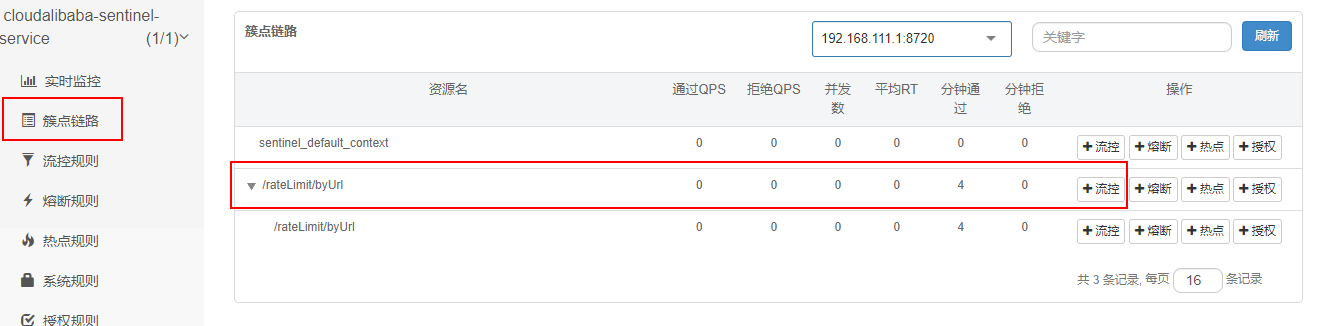 cloudalibaba-sentinel-
service (1/1)
实时监控
簇点链路
流控规则
熔断规则
热点规则
系统规则
授权规则
簇点链路 192.168.111.1:8720 关键字 刷新
资源名 通过QPS 拒绝QPS 并发数 平均RT 分钟通过 分钟拒绝 操作
sentinel_default_context 0 0 0 0 0 0 流控 熔断 热点 授权
/rateLimit/byUrl 0 0 0 0 4 0 流控 熔断 热点 授权
/rateLimit/byUrl 0 0 0 0 4 0 流控 熔断 热点 授权
共 3 条记录, 每页 16 条记录